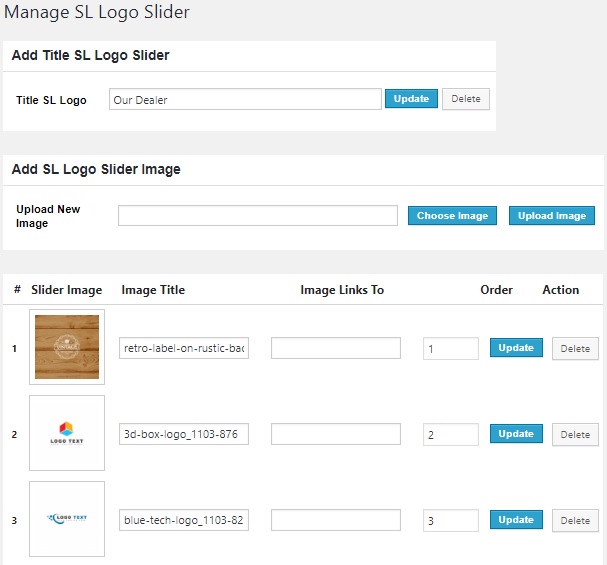 Manage SL Logo Slider
Add Title SL Logo Slider
Title SL Logo Our Dealer Update Delete
Add SL Logo Slider Image
Upload New
Image
Choose Image Upload Image
# Slider Image Image Title Image Links To Order Action
VINTAGE
1 retro-label-on-rustic-bac 1 Update Delete
LOGO TEXT
2 3d-box-logo_1103-876 2 Update Delete
LOGO TEXT
3 blue-tech-logo_1103-82 3 Update Delete